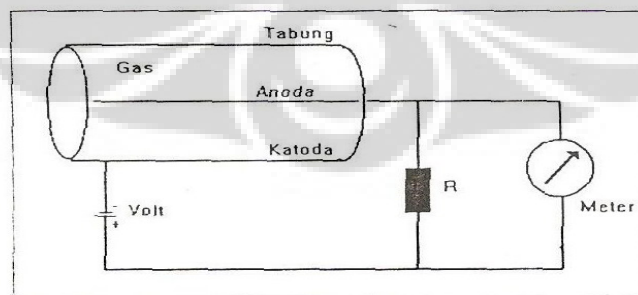 Tabung
Gas
Anoda
Katoda
- Volt
+
R
Meter